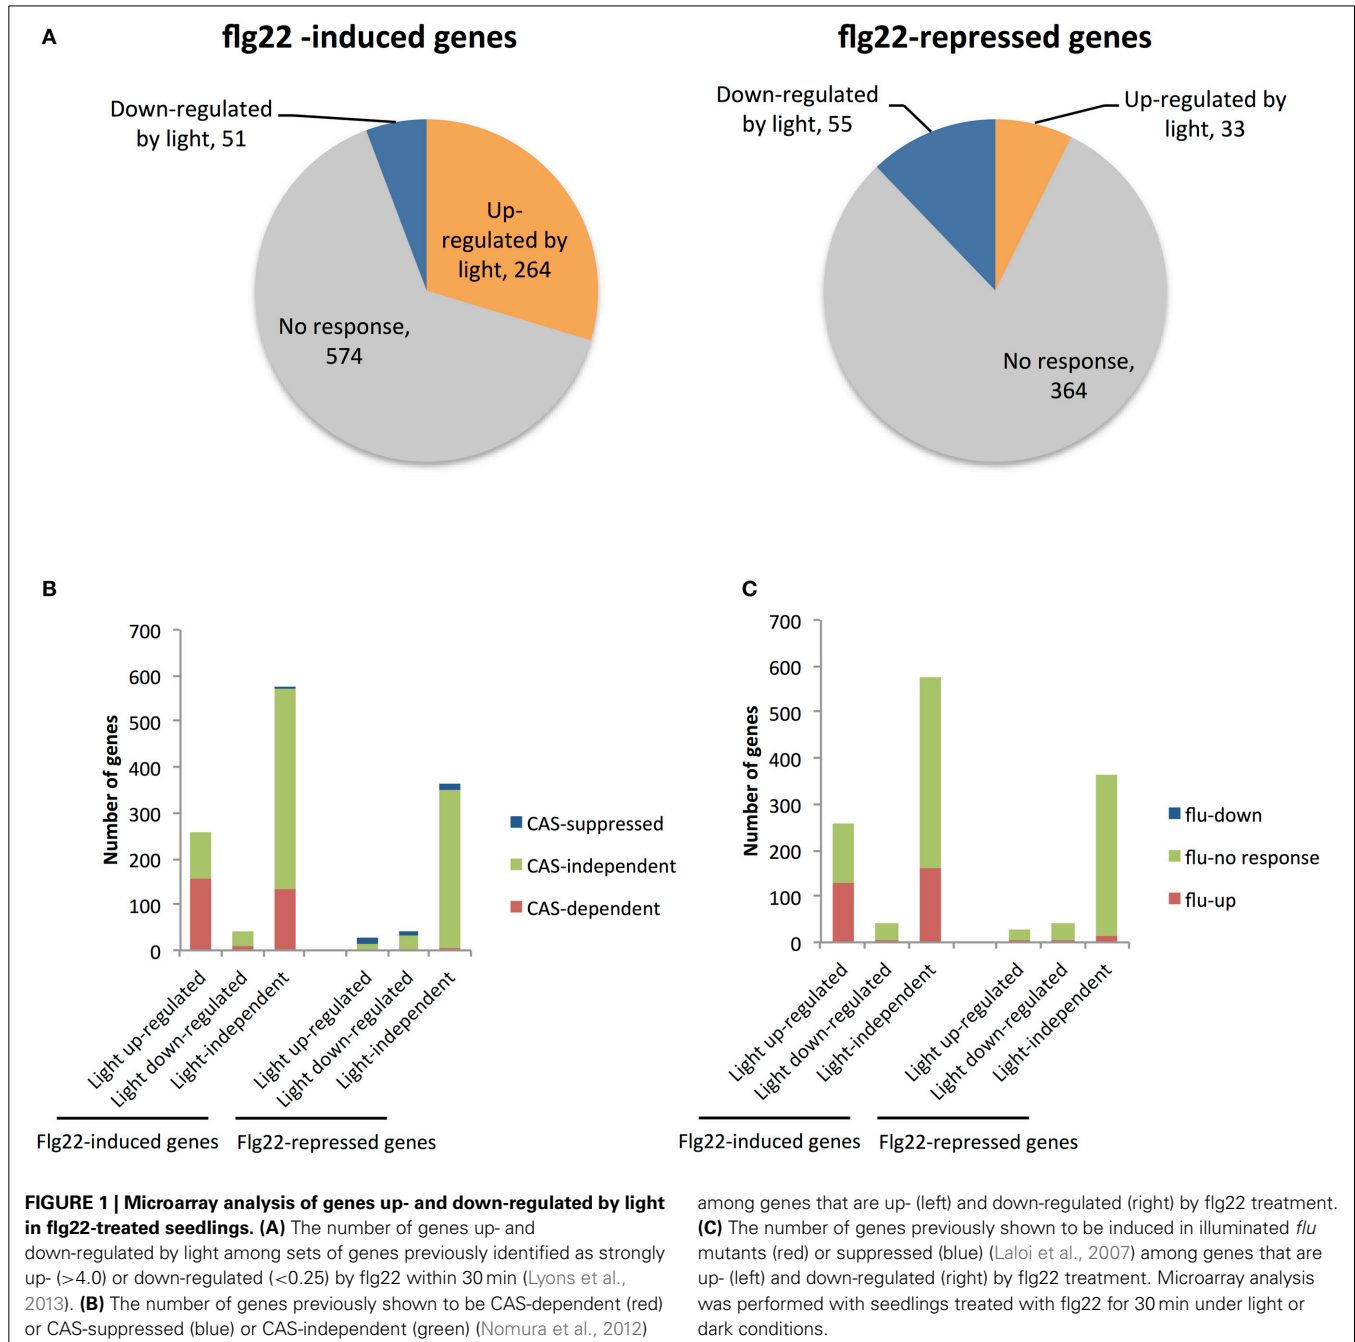 A
flg22 -induced genes
Down-regulated
by light, 51
Up-
regulated by
light, 264
No response,
574
flg22-repressed genes
Down-regulated
by light, 55
Up-regulated by
light, 33
No response,
364
B
Number of genes
700
600
500
400
300
200
100
0
CAS-suppressed
CAS-independent
CAS-dependent
Light up-regulated
Light down-regulated
Light-independent
Light up-regulated
Light down-regulated
Light-independent
Flg22-induced genes
Flg22-repressed genes
C
Number of genes
700
600
500
400
300
200
100
0
flu-down
flu-no response
flu-up
Light up-regulated
Light down-regulated
Light-independent
Light up-regulated
Light down-regulated
Light-independent
Flg22-induced genes
Flg22-repressed genes
FIGURE 1 | Microarray analysis of genes up- and down-regulated by light
in flg22-treated seedlings. (A) The number of genes up- and
down-regulated by light among sets of genes previously identified as strongly
up- (>4.0) or down-regulated (<0.25) by flg22 within 30 min (Lyons et al.,
2013). (B) The number of genes previously shown to be CAS-dependent (red)
or CAS-suppressed (blue) or CAS-independent (green) (Nomura et al., 2012)
among genes that are up- (left) and down-regulated (right) by flg22 treatment.
(C) The number of genes previously shown to be induced in illuminated flu
mutants (red) or suppressed (blue) (Laloi et al., 2007) among genes that are
up- (left) and down-regulated (right) by flg22 treatment. Microarray analysis
was performed with seedlings treated with flg22 for 30 min under light or
dark conditions.